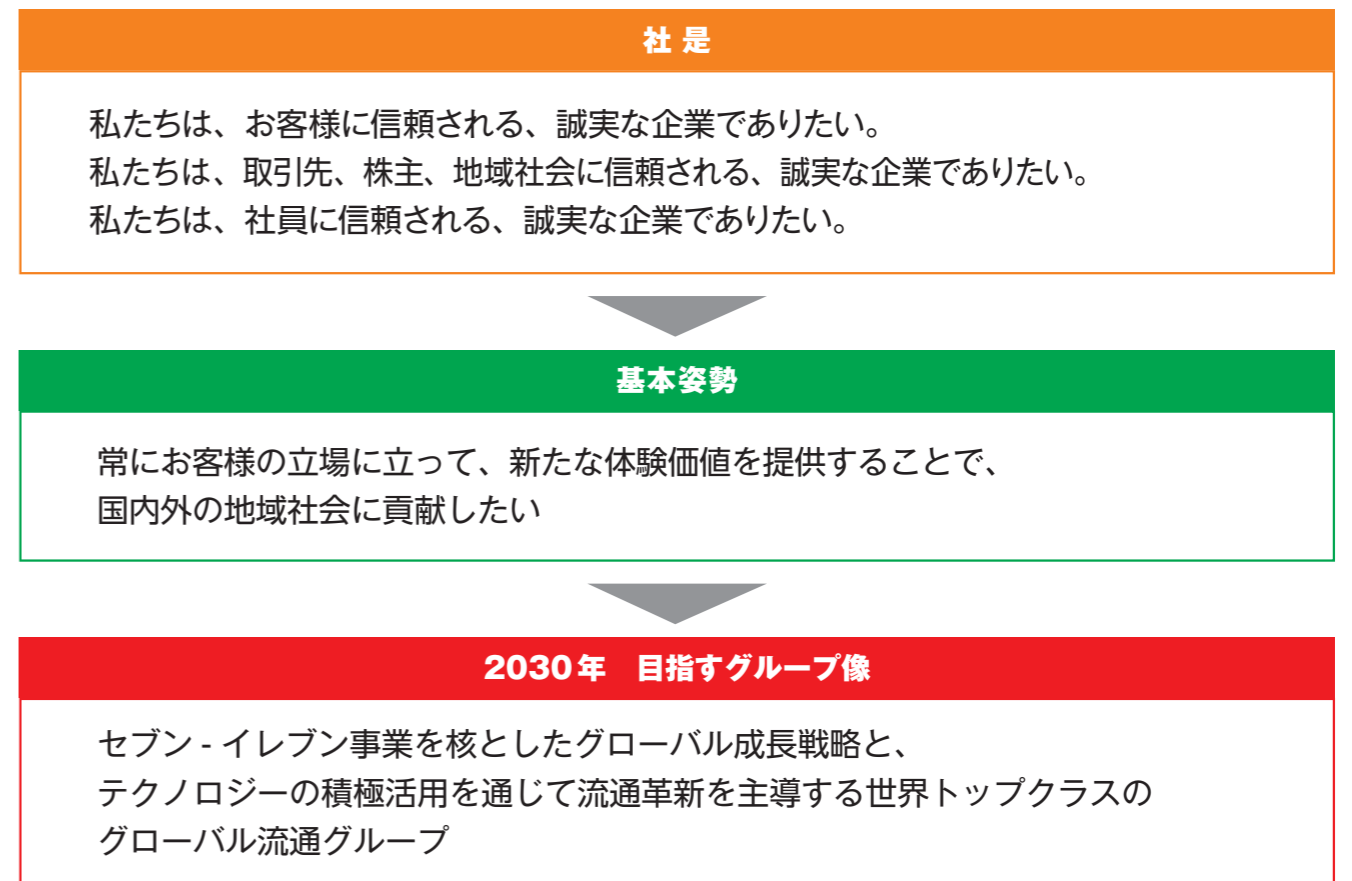 社 是
私たちは、お客様に信頼される、誠実な企業でありたい。
私たちは、取引先、株主、地域社会に信頼される、誠実な企業でありたい。
私たちは、社員に信頼される、誠実な企業でありたい。
基本姿勢
常にお客様の立場に立って、新たな体験価値を提供することで、
国内外の地域社会に貢献したい
2030年　目指すグループ像
セブン - イレブン事業を核としたグローバル成長戦略と、
テクノロジーの積極活用を通じて流通革新を主導する世界トップクラスの
グローバル流通グループ